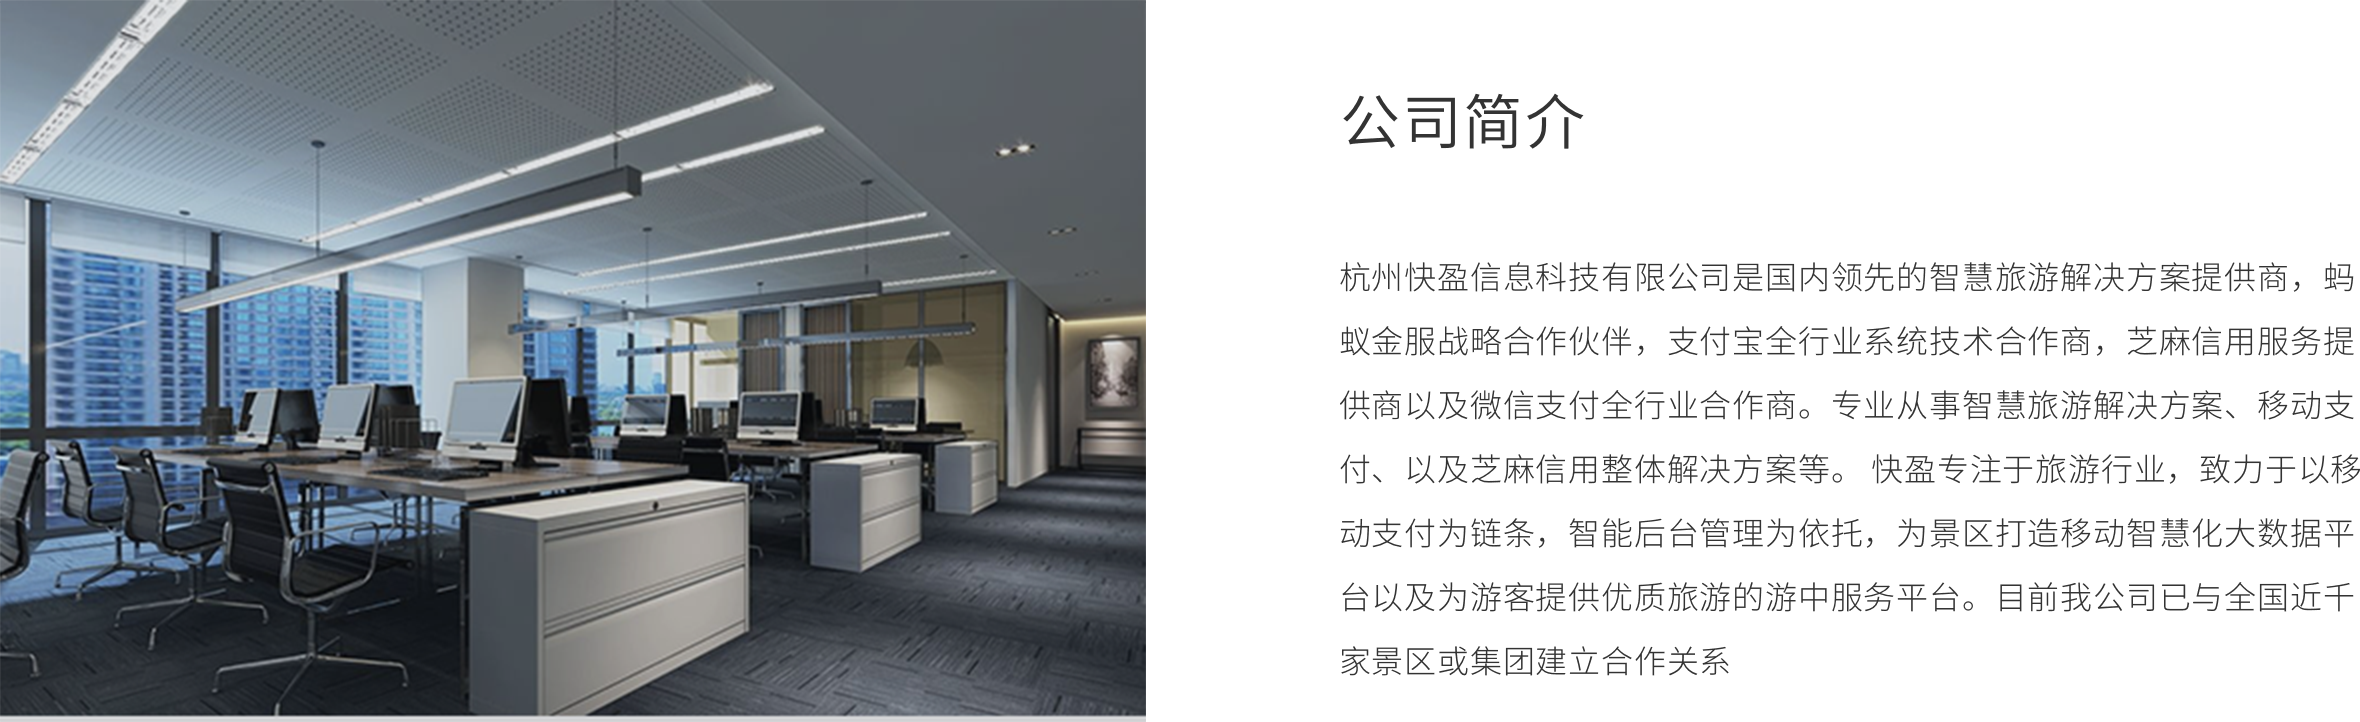 公司简介
杭州快盈信息科技有限公司是国内领先的智慧旅游解决方案提供商，蚂
蚁金服战略合作伙伴，支付宝全行业系统技术合作商，芝麻信用服务提
供商以及微信支付全行业合作商。专业从事智慧旅游解决方案、移动支
付、以及芝麻信用整体解决方案等。 快盈专注于旅游行业，致力于以移
动支付为链条，智能后台管理为依托，为景区打造移动智慧化大数据平
台以及为游客提供优质旅游的游中服务平台。目前我公司已与全国近千
家景区或集团建立合作关系